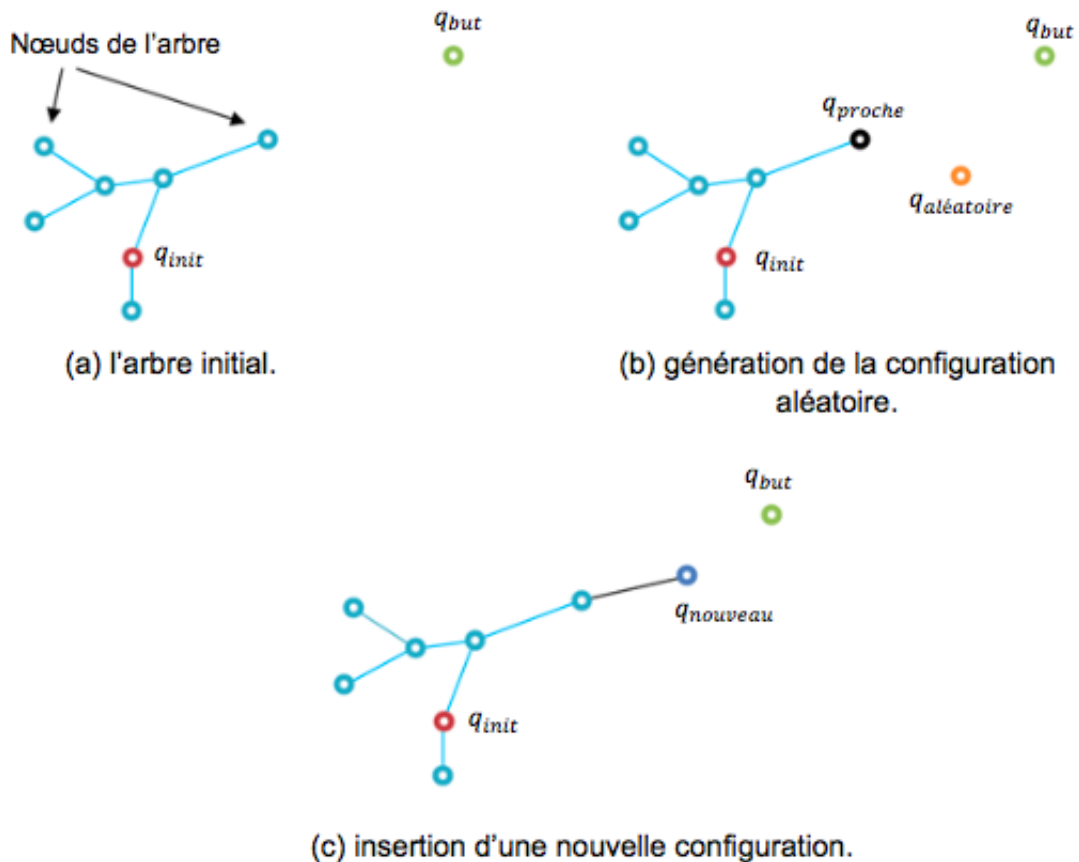 Nœuds de l'arbre
q_but
q_init
(a) l'arbre initial.
q_but
q_proche
q_aléatoire
q_init
(b) génération de la configuration
aléatoire.
q_but
q_nouveau
q_init
(c) insertion d'une nouvelle configuration.